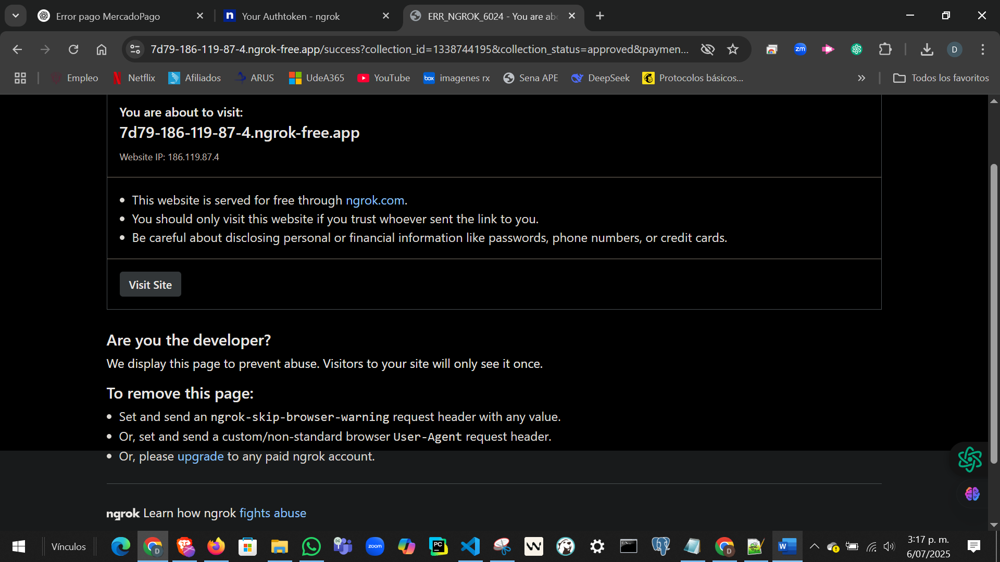 Error pago MercadoPago
Your Authtoken - ngrok
ERR_NGROK_6024 - You are abo
7d79-186-119-87-4.ngrok-free.app/success?collection_id=1338744195&collection_status=approved&paymen...
zm
D
Empleo
Netflix
Afiliados
ARUS
UdeA365
YouTube
box imagenes rx
Sena APE
DeepSeek
Protocolos básicos...
Todos los favoritos
You are about to visit:
7d79-186-119-87-4.ngrok-free.app
Website IP: 186.119.87.4
This website is served for free through ngrok.com.
You should only visit this website if you trust whoever sent the link to you.
Be careful about disclosing personal or financial information like passwords, phone numbers, or credit cards.
Visit Site
Are you the developer?
We display this page to prevent abuse. Visitors to your site will only see it once.
To remove this page:
Set and send an ngrok-skip-browser-warning request header with any value.
Or, set and send a custom/non-standard browser User-Agent request header.
Or, please upgrade to any paid ngrok account.
ngrok Learn how ngrok fights abuse
Vínculos
D
DG
zoom
PC
D
W
3:17 p. m.
6/07/2025